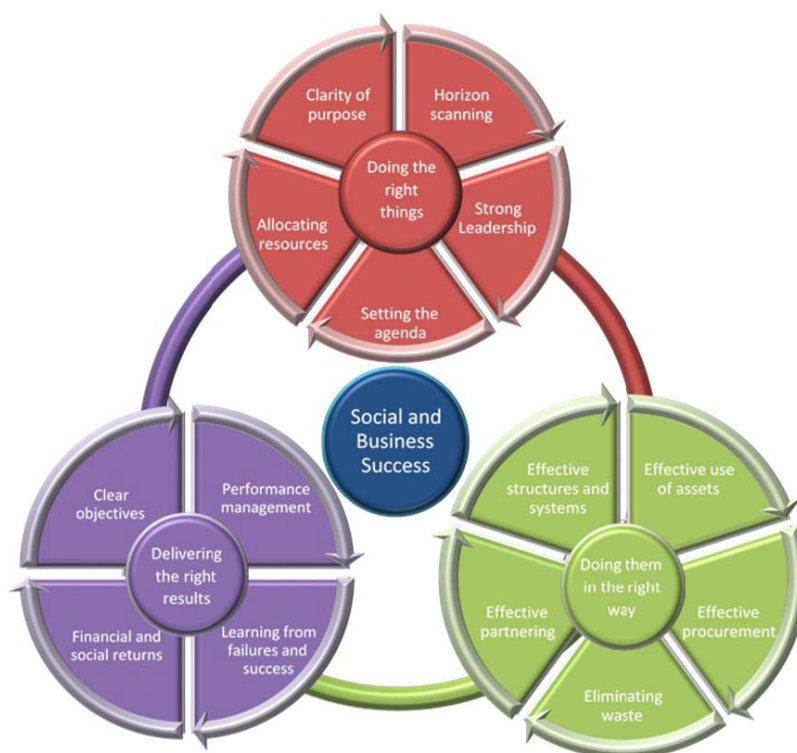 Clarity of
purpose
Horizon
scanning
Doing the
right
things
Allocating
resources
Strong
Leadership
Setting the
agenda
Social and
Business
Success
Clear
objectives
Performance
management
Delivering
the right
results
Financial and
social returns
Learning from
failures and
success
Effective
structures and
systems
Effective use
of assets
Doing them
in the right
way
Effective
partnering
Effective
procurement
Eliminating
waste